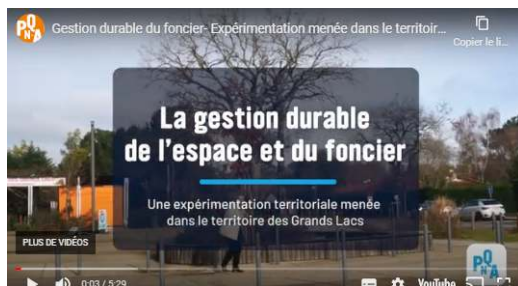 PQNA
Gestion durable du foncier- Expérimentation menée dans le territoir...
Copier le li...
La gestion durable
de l'espace et du foncier
Une expérimentation territoriale menée
dans le territoire des Grands Lacs
PLUS DE VIDÉOS
PQNA
0:03 / 5:29
YouTube